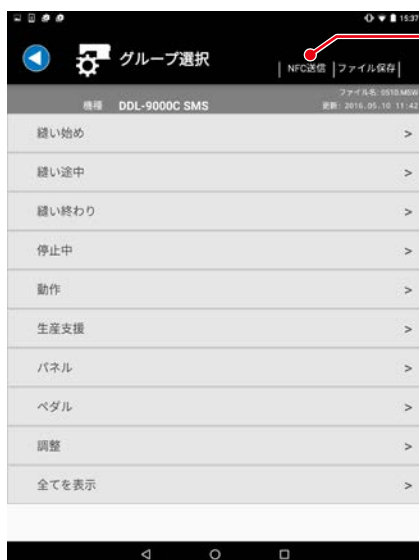 15:37
グループ選択
NFC送信
ファイル保存
機種 DDL-9000C SMS
ファイル名: 0510.MSW
更新: 2016.05.10 11:42
縫い始め >
縫い途中 >
縫い終わり >
停止中 >
動作 >
生産支援 >
パネル >
ペダル >
調整 >
全てを表示 >